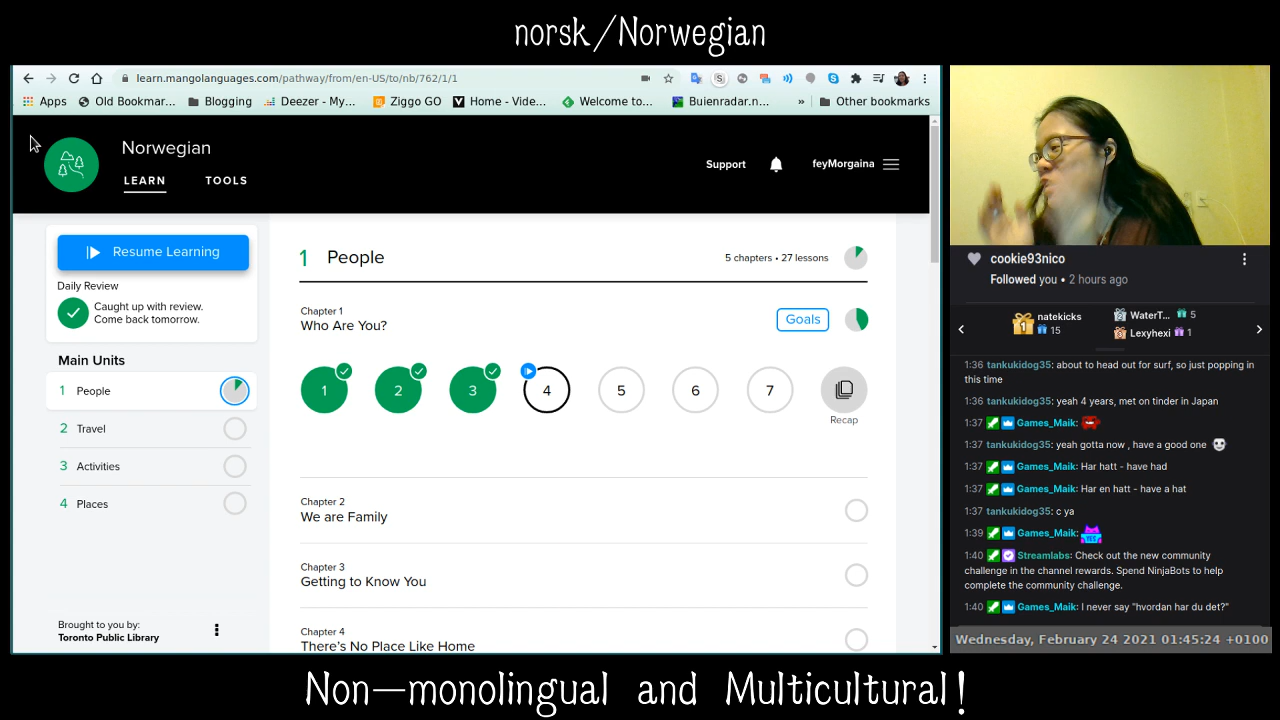 norsk/Norwegian
learn.mangolanguages.com/pathway/from/en-US/to/nb/762/1/1
Apps
Old Bookmar...
Blogging
Deezer - My...
Ziggo GO
Home - Vide...
Welcome to...
Buienradar.n...
»
Other bookmarks
Norwegian
LEARN
TOOLS
Support
feyMorgaina
Resume Learning
Daily Review
Caught up with review.
Come back tomorrow.
Main Units
1 People
2 Travel
3 Activities
4 Places
Brought to you by:
Toronto Public Library
1 People
5 chapters • 27 lessons
Chapter 1
Who Are You?
Goals
1 2 3 4 5 6 7
Recap
Chapter 2
We are Family
Chapter 3
Getting to Know You
Chapter 4
There's No Place Like Home
cookie93nico
Followed you • 2 hours ago
natekicks
15
WaterT... 5
Lexyhexi 1
1:36 tankukidog35: about to head out for surf, so just popping in
this time
1:36 tankukidog35: yeah 4 years, met on tinder in Japan
1:37 Games_Maik:
1:37 tankukidog35: yeah gotta now , have a good one
1:37 Games_Maik: Har hatt - have had
1:37 Games_Maik: Har en hatt - have a hat
1:37 tankukidog35: c ya
1:39 Games_Maik:
1:40 Streamlabs: Check out the new community
challenge in the channel rewards. Spend NinjaBots to help
complete the community challenge.
1:40 Games_Maik: I never say "hvordan har du det?"
Wednesday, February 24 2021 01:45:24 +0100
Non-monolingual and Multicultural!